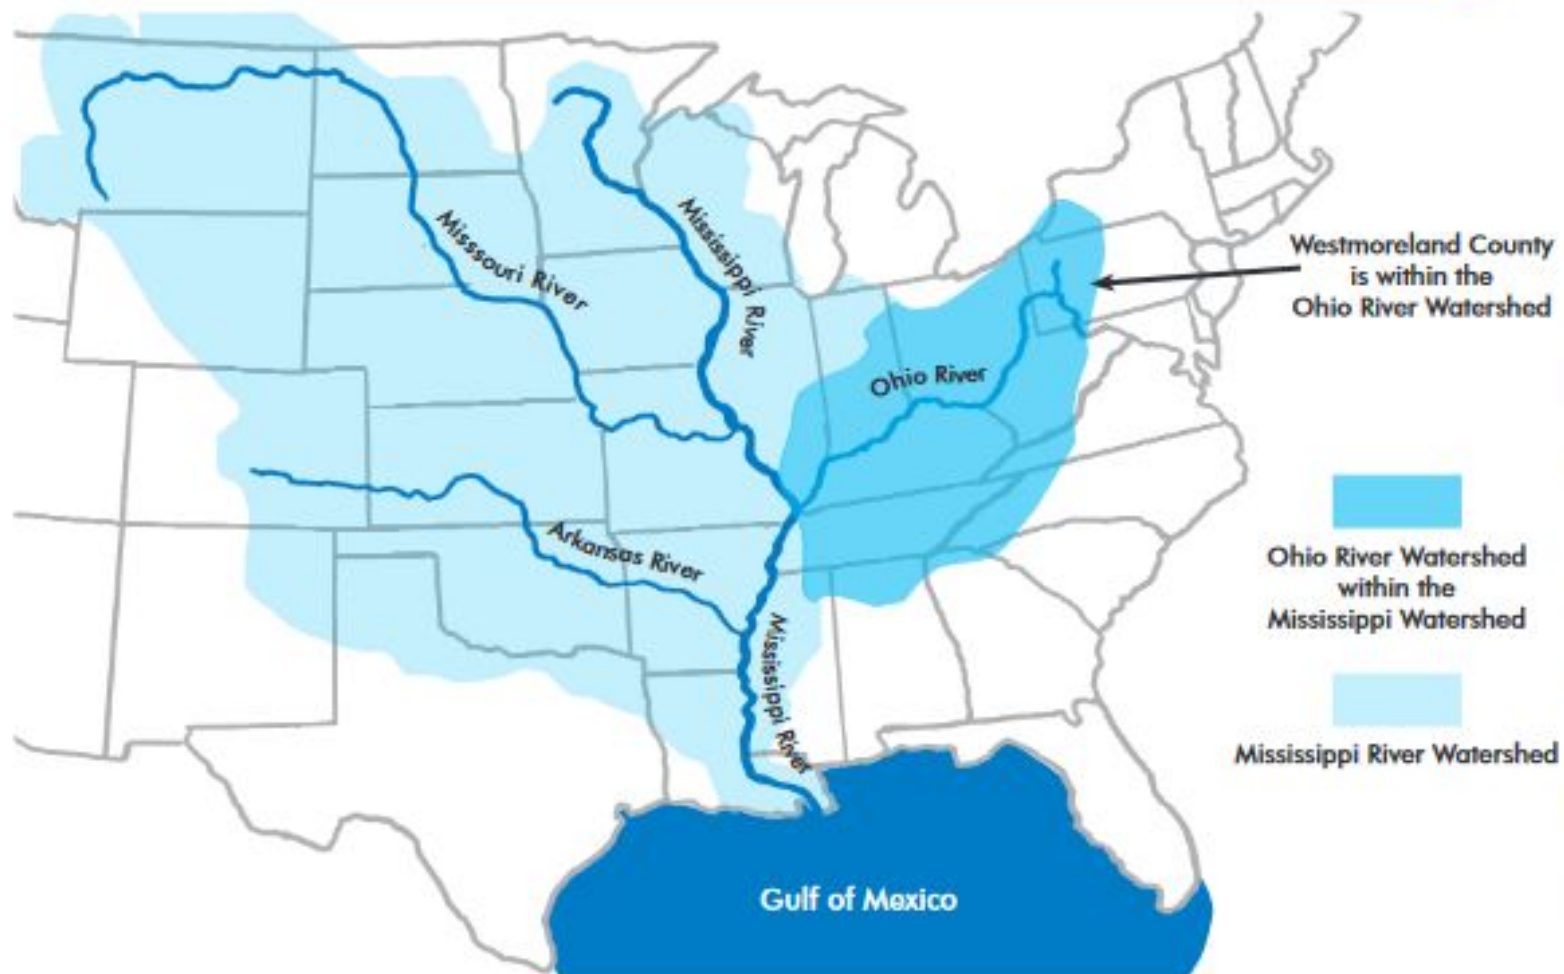 Misssouri River
Mississippi River
Ohio River
Arkansas River
Mississippi River
Westmoreland County
is within the
Ohio River Watershed
Ohio River Watershed
within the
Mississippi Watershed
Mississippi River Watershed
Gulf of Mexico